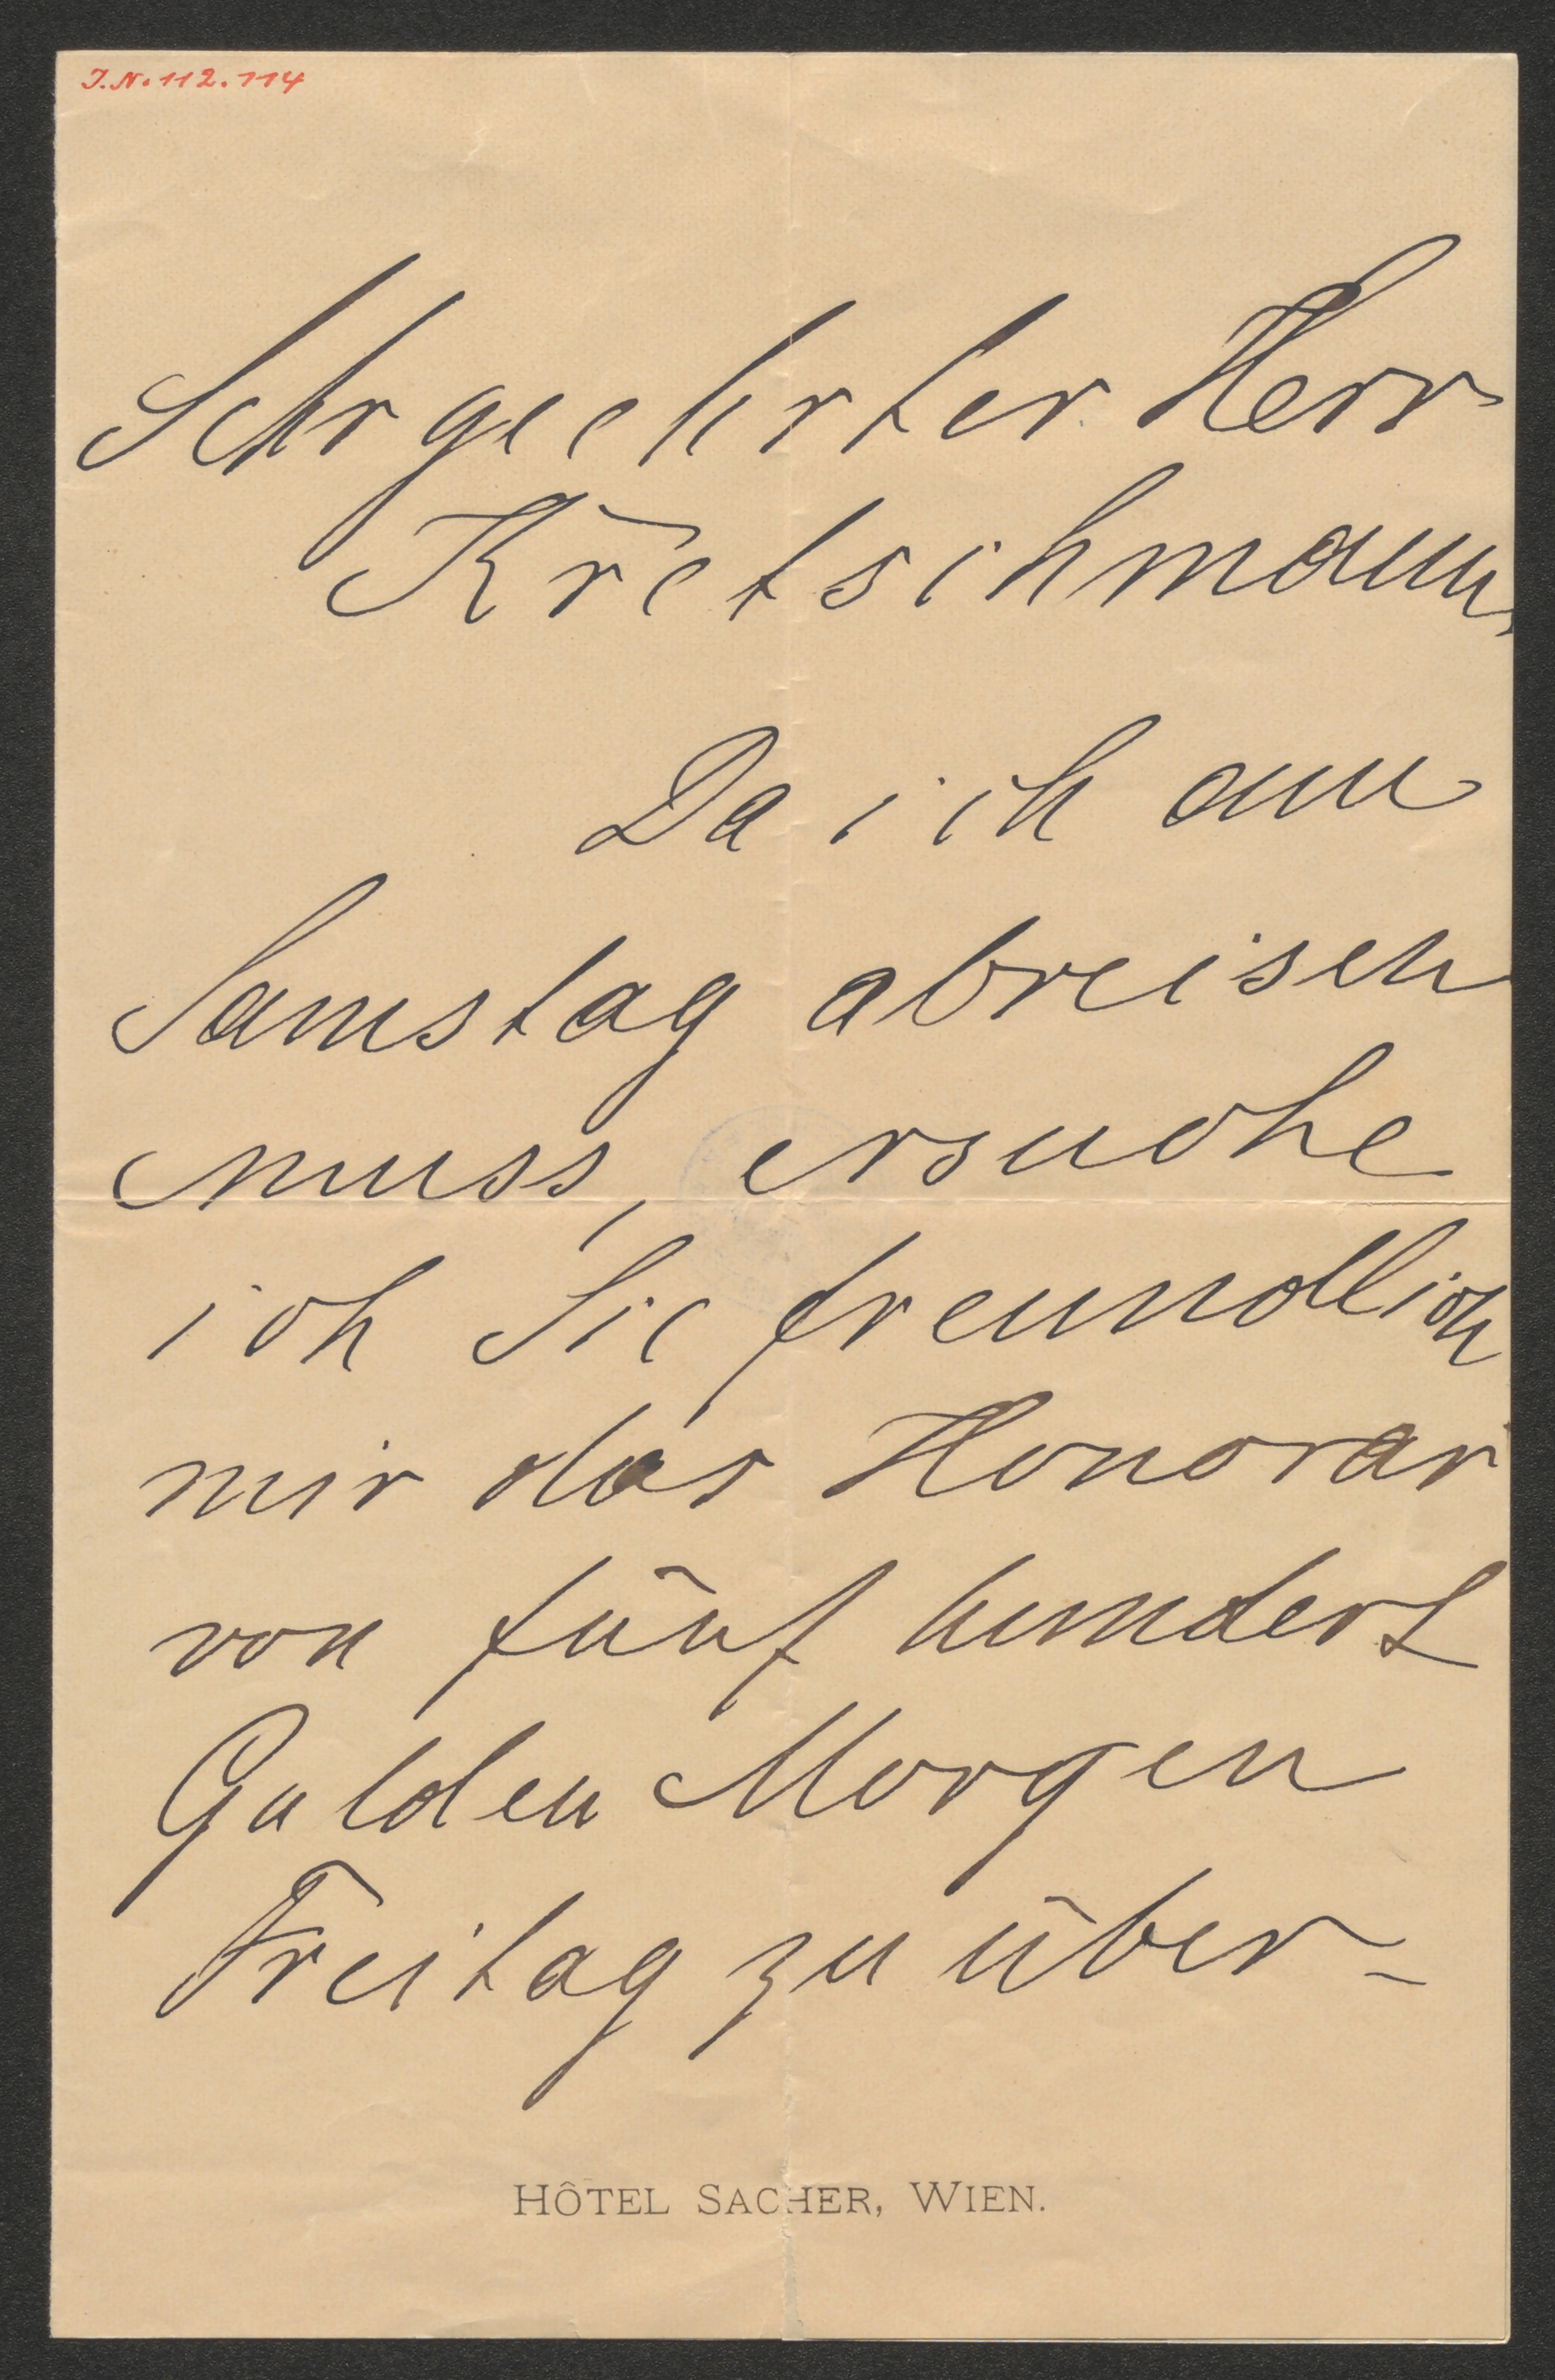 J.N. 112.114
Sehr geehrter Herr
Kretschmann,
Da ich am
Samstag abreisen
muss, ersuche
ich Sie freundlich
mir das Honorar
von fünf hundert
Gulden Morgen
Freitag zu über-
HÔTEL SACHER, WIEN.